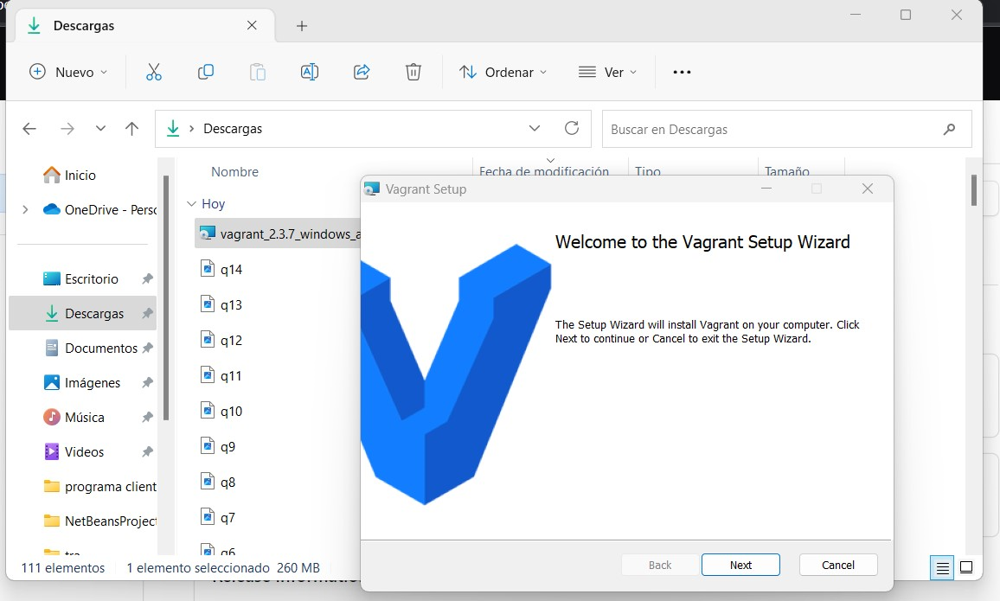 Descargas
Nuevo
Ordenar
Ver
Descargas
Buscar en Descargas
Inicio
OneDrive - Perso
Escritorio
Descargas
Documentos
Imágenes
Música
Videos
programa client
NetBeansProject
tra
111 elementos
1 elemento seleccionado 260 MB
Nombre
Fecha de modificación
Tipo
Tamaño
Hoy
vagrant_2.3.7_windows_a
q14
q13
q12
q11
q10
q9
q8
q7
q6
Vagrant Setup
Welcome to the Vagrant Setup Wizard
The Setup Wizard will install Vagrant on your computer. Click
Next to continue or Cancel to exit the Setup Wizard.
Back
Next
Cancel